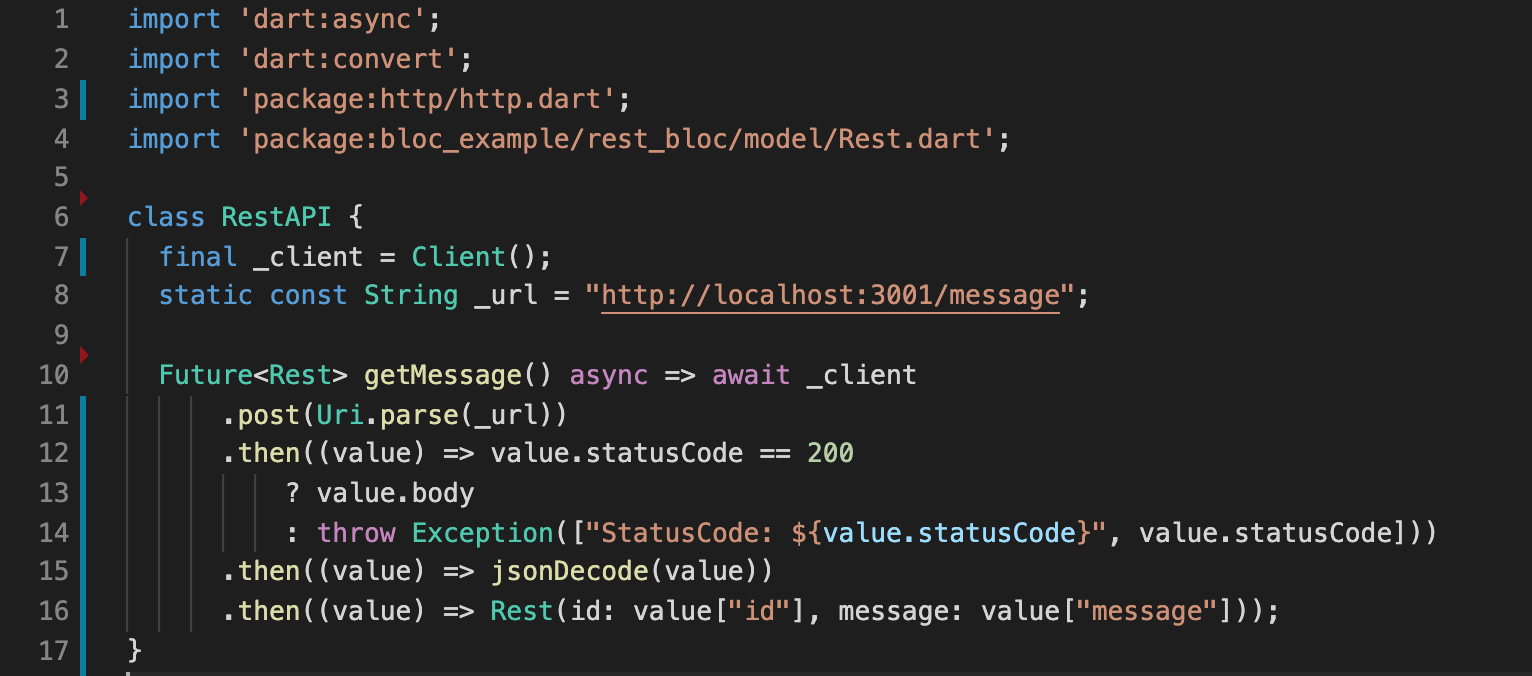 1 import 'dart:async';
2 import 'dart:convert';
3 import 'package:http/http.dart';
4 import 'package:bloc_example/rest_bloc/model/Rest.dart';
5
6 class RestAPI {
7   final _client = Client();
8   static const String _url = "http://localhost:3001/message";
9
10   Future<Rest> getMessage() async => await _client
11       .post(Uri.parse(_url))
12       .then((value) => value.statusCode == 200
13           ? value.body
14           : throw Exception(["StatusCode: ${value.statusCode}", value.statusCode]))
15       .then((value) => jsonDecode(value))
16       .then((value) => Rest(id: value["id"], message: value["message"]));
17 }